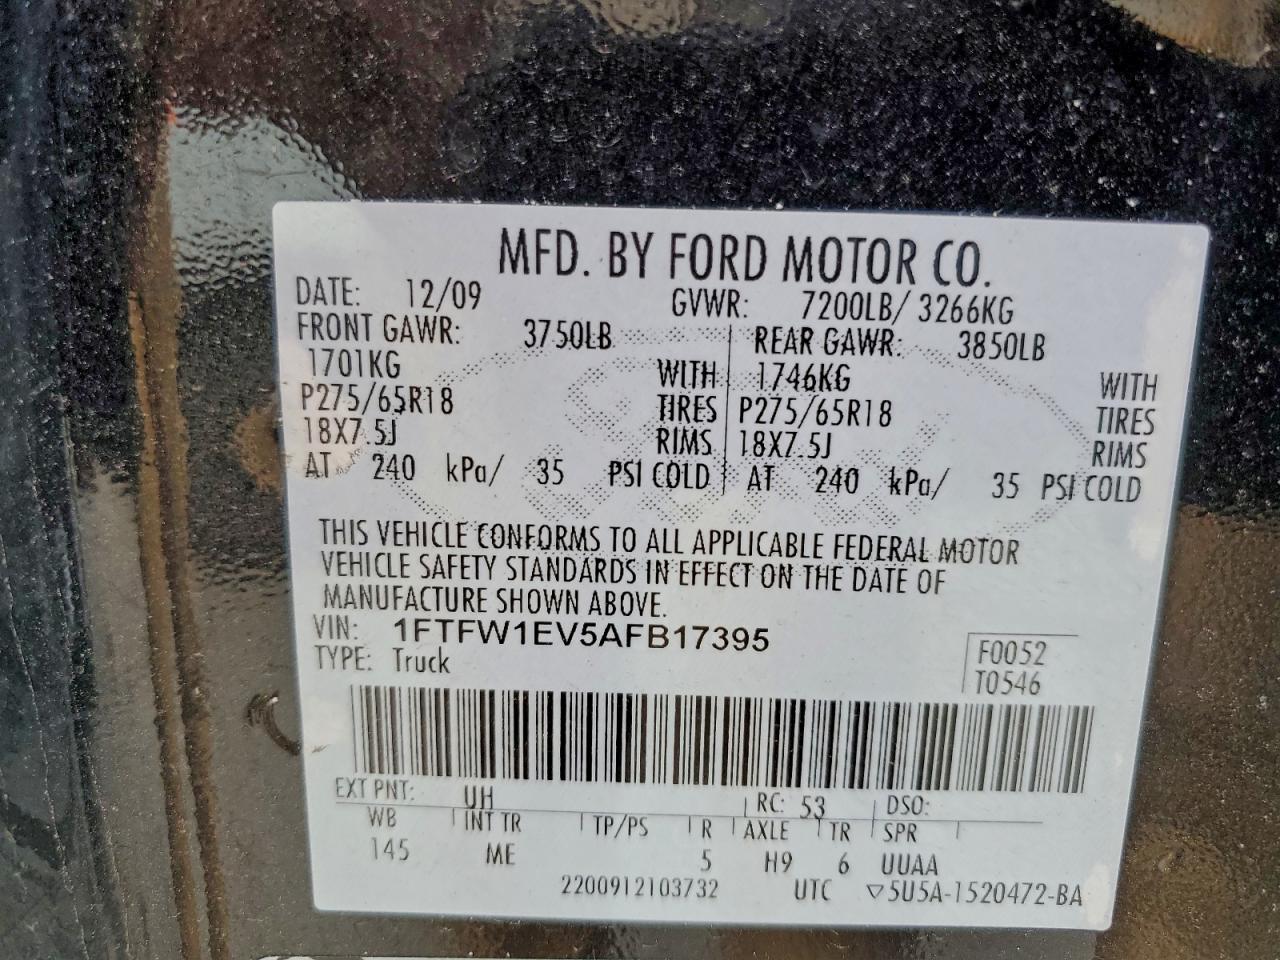 MFD. BY FORD MOTOR CO.
DATE: 12/09 GVWR: 7200LB/ 3266KG
FRONT GAWR: 3750LB REAR GAWR: 3850LB
1701KG WITH 1746KG WITH
P275/65R18 TIRES P275/65R18 TIRES
18X7.5J RIMS 18X7.5J RIMS
AT 240 kPa/ 35 PSI COLD AT 240 kPa/ 35 PSI COLD
THIS VEHICLE CONFORMS TO ALL APPLICABLE FEDERAL MOTOR
VEHICLE SAFETY STANDARDS IN EFFECT ON THE DATE OF
MANUFACTURE SHOWN ABOVE.
VIN: 1FTFW1EV5AFB17395
TYPE: Truck
F0052
T0546
EXT PNT: UH RC: 53 DSO:
WB INT TR TP/PS R AXLE TR SPR
145 ME 5 H9 6 UUAA
2200912103732 UTC ▽5U5A-1520472-BA